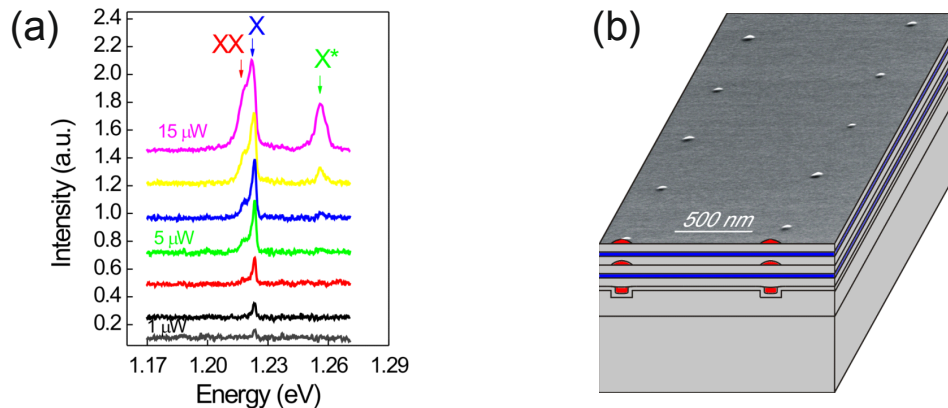 (a)
2.4
2.2
2.0
1.8
1.6
1.4
1.2
1.0
0.8
0.6
0.4
0.2
Intensity (a.u.)
XX
X
X*
15 μW
5 μW
1 μW
1.17 1.20 1.23 1.26 1.29
Energy (eV)
(b)
500 nm